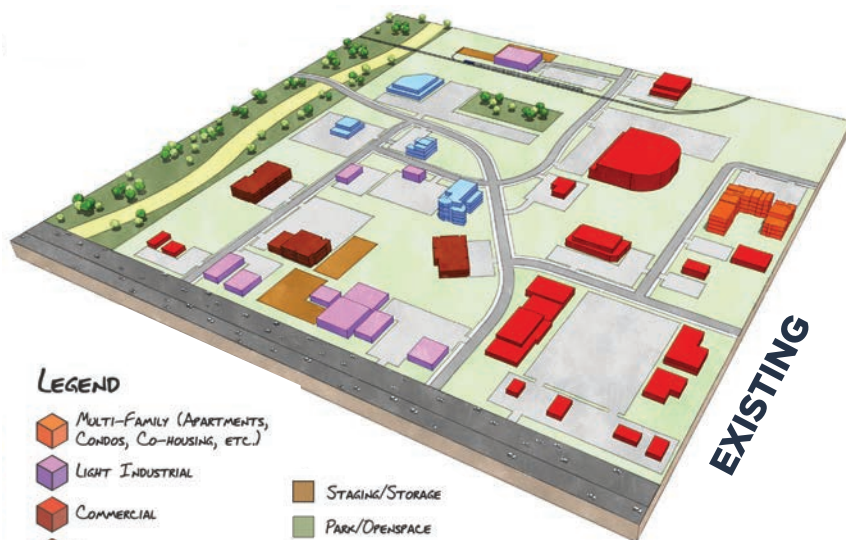 EXISTING
LEGEND
MULTI-FAMILY (APARTMENTS,
CONDOS, CO-HOUSING, ETC.)
LIGHT INDUSTRIAL
COMMERCIAL
STAGING/STORAGE
PARK/OPENSPACE